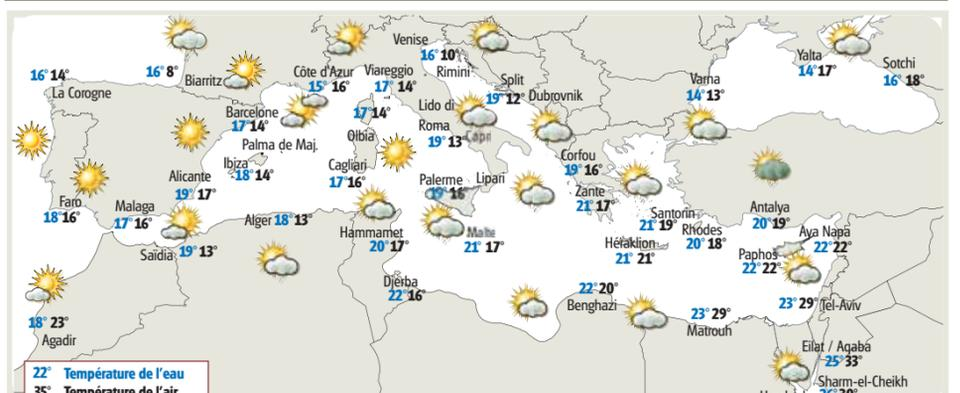 Venise
16° 10°
Rimini
16° 14°
La Corogne
16° 8°
Biarritz
Côte d'Azur
15° 16°
Viareggio
17° 14°
Split
19° 12°
Dubrovnik
Yalta
14° 17°
Sotchi
16° 18°
Varna
14° 13°
Barcelone
17° 14°
Palma de Maj.
17° 14°
Olbia
Lido di
Roma
19° 13°
Capri
Ibiza
18° 14°
Cagliari
17° 16°
Alicante
19° 17°
Palerme
19° 16°
Lipari
Corfou
19° 16°
Zante
21° 17°
Faro
18° 16°
Malaga
17° 16°
Alger 18° 13°
Saïdia
19° 13°
Hammamet
20° 17°
Malte
21° 17°
Santorin
21° 19°
Rhodes
20° 18°
Héraklion
21° 21°
Antalya
20° 19°
Aya Napa
22° 22°
Paphos
22° 22°
Djerba
22° 16°
22° 20°
Benghazi
23° 29°
Matrouh
23° 29° Tel-Aviv
18° 23°
Agadir
Eilat / Aqaba
25° 33°
Sharm-el-Cheikh
22° Température de l'eau
35° Température de l'air